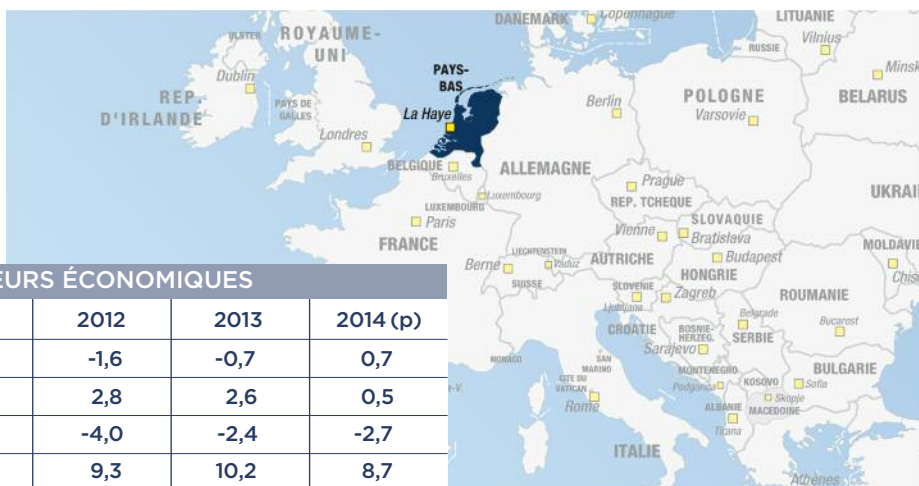 DANEMARK
Copenhague
LITUANIE
Vilnius
ULSTER
ROYAUME-
UNI
RUSSIE
Minsk
Dublin
PAYS-
BAS
REP.
D'IRLANDE
PAYS DE
GALLES
La Haye
Berlin
POLOGNE
Varsovie
BELARUS
Londres
BELGIQUE
Bruxelles
ALLEMAGNE
Prague
REP. TCHEQUE
Luxembourg
LUXEMBOURG
UKRAI
Paris
SLOVAQUIE
Vienne
Bratislava
FRANCE
LIECHTENSTEIN
Berne
Vaduz
AUTRICHE
Budapest
HONGRIE
MOLDAVIE
Chisi
SUISSE
SLOVENIE
Ljubljana
Zagreb
ROUMANIE
CROATIE
BOSNIE-
HERZEG.
Belgrade
SERBIE
Bucarest
Sarajevo
MONACO
SAN
MARINO
MONTENEGRO
Podgorica
KOSOVO
BULGARIE
Sofia
CITE DU
VATICAN
Rome
Skopje
ALBANIE
MACEDOINE
Tirana
ITALIE
Athènes
EURS ÉCONOMIQUES
2012 2013 2014 (p)
-1,6 -0,7 0,7
2,8 2,6 0,5
-4,0 -2,4 -2,7
9,3 10,2 8,7